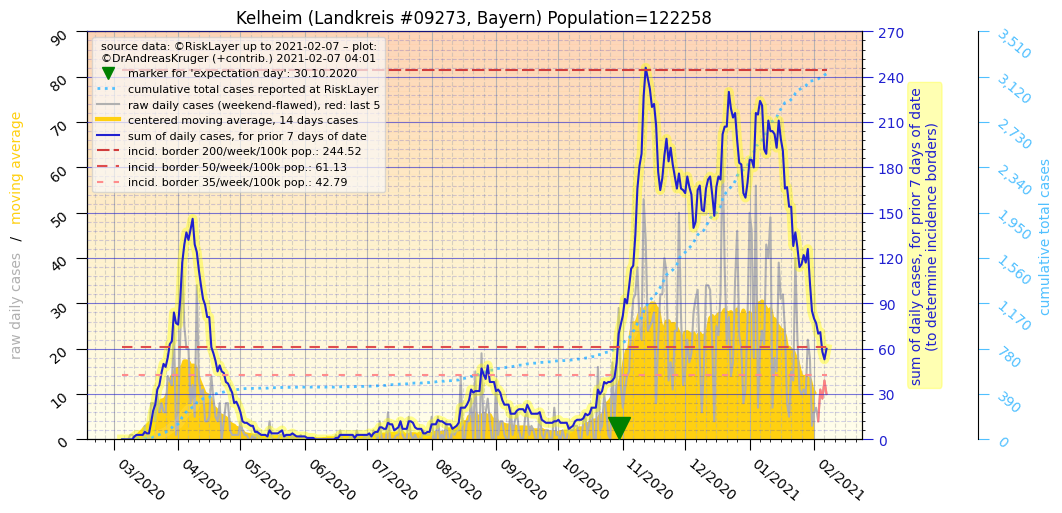 Kelheim (Landkreis #09273, Bayern) Population=122258
source data: ©RiskLayer up to 2021-02-07 – plot:
©DrAndreasKruger (+contrib.) 2021-02-07 04:01
marker for 'expectation day': 30.10.2020
cumulative total cases reported at RiskLayer
raw daily cases (weekend-flawed), red: last 5
centered moving average, 14 days cases
sum of daily cases, for prior 7 days of date
incid. border 200/week/100k pop.: 244.52
incid. border 50/week/100k pop.: 61.13
incid. border 35/week/100k pop.: 42.79
raw daily cases / moving average
90
80
70
60
50
40
30
20
10
0
03/2020
04/2020
05/2020
06/2020
07/2020
08/2020
09/2020
10/2020
11/2020
12/2020
01/2021
02/2021
270
240
210
180
150
120
90
60
30
0
sum of daily cases, for prior 7 days of date
(to determine incidence borders)
3,510
3,120
2,730
2,340
1,950
1,560
1,170
780
390
0
cumulative total cases